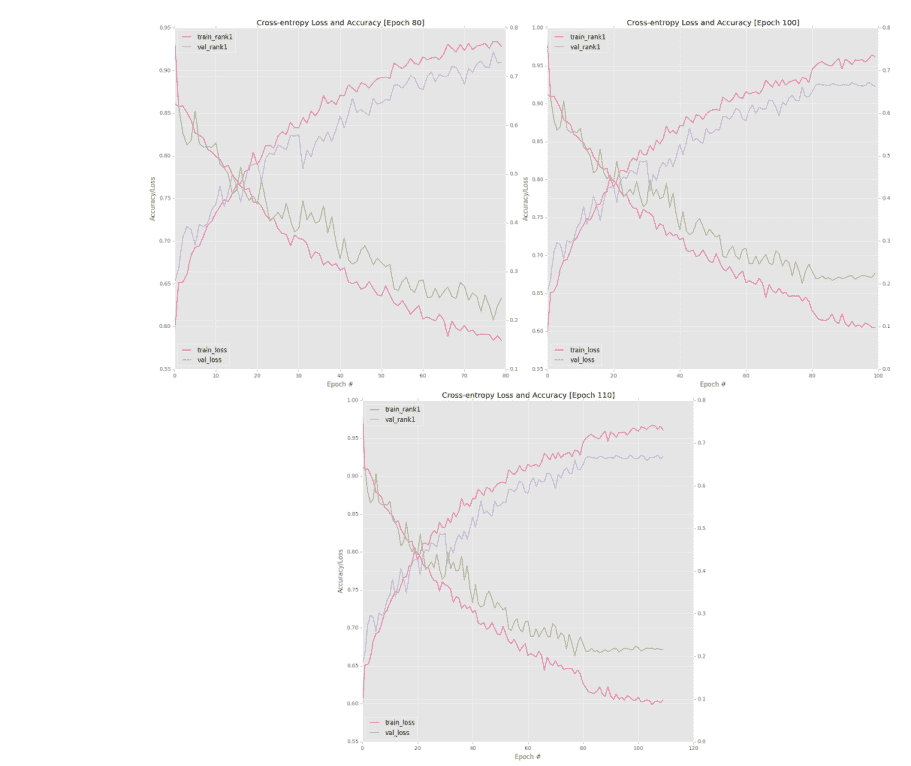 Cross-entropy Loss and Accuracy [Epoch 80]
train_rank1
val_rank1
train_loss
val_loss
0.95
0.90
0.85
0.80
0.75
0.70
0.65
0.60
0.55
0.8
0.7
0.6
0.5
0.4
0.3
0.2
0.1
0 10 20 30 40 50 60 70 80
Accuracy/Loss
Epoch #
Cross-entropy Loss and Accuracy [Epoch 100]
train_rank1
val_rank1
train_loss
val_loss
1.00
0.95
0.90
0.85
0.80
0.75
0.70
0.65
0.60
0.55
0.8
0.7
0.6
0.5
0.4
0.3
0.2
0.1
0.0
0 20 40 60 80 100
Accuracy/Loss
Epoch #
Cross-entropy Loss and Accuracy [Epoch 110]
train_rank1
val_rank1
train_loss
val_loss
1.00
0.95
0.90
0.85
0.80
0.75
0.70
0.65
0.60
0.55
0.8
0.7
0.6
0.5
0.4
0.3
0.2
0.1
0.0
0 20 40 60 80 100 120
Accuracy/Loss
Epoch #